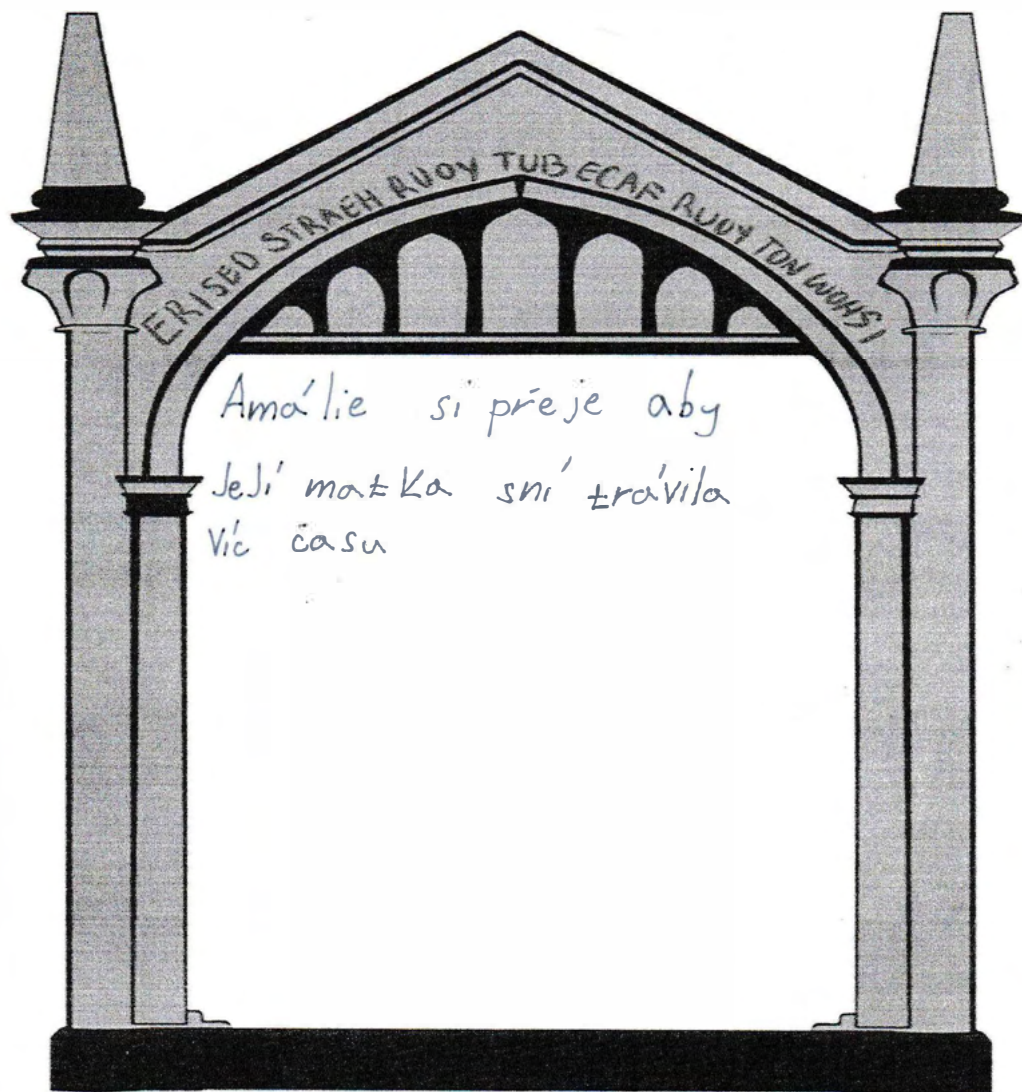 ERISED STRAEH RUOY TUB ECAF RUOY TON WOHSI
Amálie si přeje aby
Její matka sní trávila
víc času